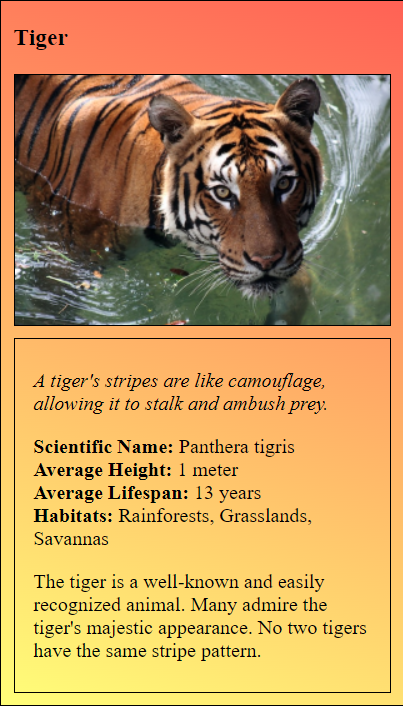 Tiger
A tiger's stripes are like camouflage,
allowing it to stalk and ambush prey.
Scientific Name: Panthera tigris
Average Height: 1 meter
Average Lifespan: 13 years
Habitats: Rainforests, Grasslands,
Savannas
The tiger is a well-known and easily
recognized animal. Many admire the
tiger's majestic appearance. No two tigers
have the same stripe pattern.